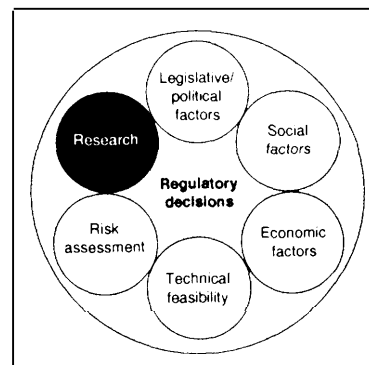 Legislative/
political
factors
Research
Social
factors
Regulatory
decisions
Risk
assessment
Economic
factors
Technical
feasibility